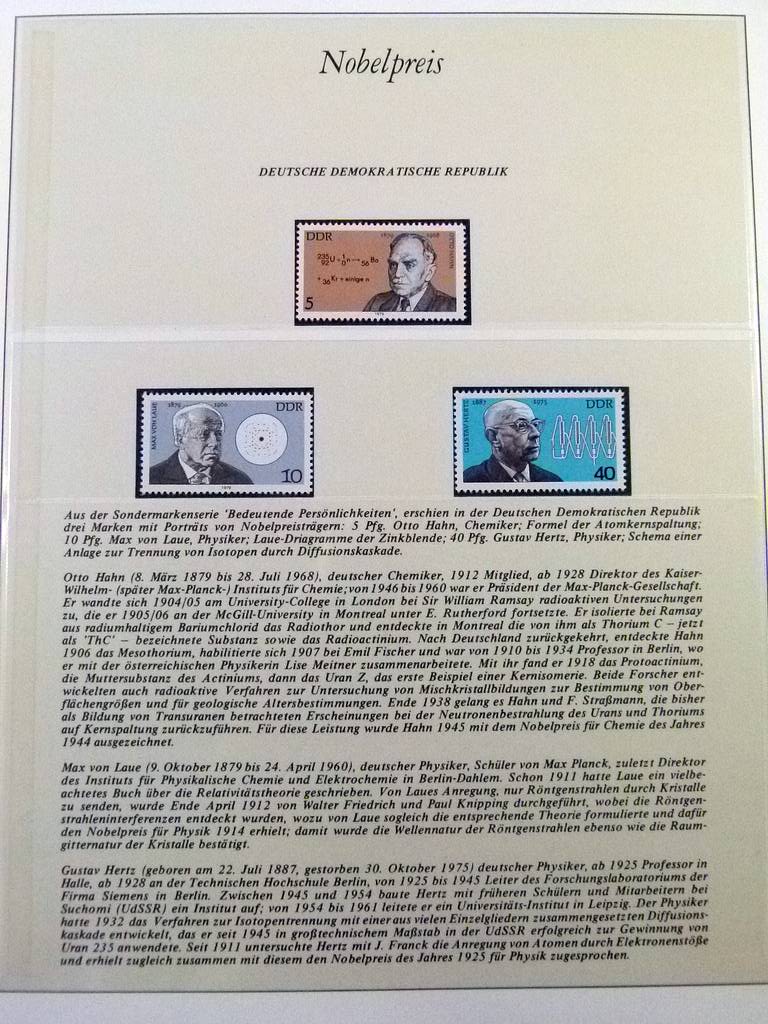 Nobelpreis
DEUTSCHE DEMOKRATISCHE REPUBLIK
DDR
1879 1968
OTTO HAHN
235 92 U + 1 0 n → 56 Ba
+ 36 Kr + einige n
5
1979
MAX VON LAUE
1879 1960
DDR
10
1979
GUSTAV HERTZ
1887 1975
DDR
40
Aus der Sondermarkenserie 'Bedeutende Persönlichkeiten', erschien in der Deutschen Demokratischen Republik
drei Marken mit Porträts von Nobelpreisträgern: 5 Pfg. Otto Hahn, Chemiker; Formel der Atomkernspaltung;
10 Pfg. Max von Laue, Physiker; Laue-Driagramme der Zinkblende; 40 Pfg. Gustav Hertz, Physiker; Schema einer
Anlage zur Trennung von Isotopen durch Diffusionskaskade.
Otto Hahn (8. März 1879 bis 28. Juli 1968), deutscher Chemiker, 1912 Mitglied, ab 1928 Direktor des Kaiser-
Wilhelm- (später Max-Planck-) Instituts für Chemie; von 1946 bis 1960 war er Präsident der Max-Planck-Gesellschaft.
Er wandte sich 1904/05 am University-College in London bei Sir William Ramsay radioaktiven Untersuchungen
zu, die er 1905/06 an der McGill-University in Montreal unter E. Rutherford fortsetzte. Er isolierte bei Ramsay
aus radiumhaltigem Bariumchlorid das Radiothor und entdeckte in Montreal die von ihm als Thorium C – jetzt
als 'ThC' – bezeichnete Substanz sowie das Radioactinium. Nach Deutschland zurückgekehrt, entdeckte Hahn
1906 das Mesothorium, habilitierte sich 1907 bei Emil Fischer und war von 1910 bis 1934 Professor in Berlin, wo
er mit der österreichischen Physikerin Lise Meitner zusammenarbeitete. Mit ihr fand er 1918 das Protoactinium,
die Muttersubstanz des Actiniums, dann das Uran Z, das erste Beispiel einer Kernisomerie. Beide Forscher ent-
wickelten auch radioaktive Verfahren zur Untersuchung von Mischkristallbildungen zur Bestimmung von Ober-
flächengrößen und für geologische Altersbestimmungen. Ende 1938 gelang es Hahn und F. Straßmann, die bisher
als Bildung von Transuranen betrachteten Erscheinungen bei der Neutronenbestrahlung des Urans und Thoriums
auf Kernspaltung zurückzuführen. Für diese Leistung wurde Hahn 1945 mit dem Nobelpreis für Chemie des Jahres
1944 ausgezeichnet.
Max von Laue (9. Oktober 1879 bis 24. April 1960), deutscher Physiker, Schüler von Max Planck, zuletzt Direktor
des Instituts für Physikalische Chemie und Elektrochemie in Berlin-Dahlem. Schon 1911 hatte Laue ein vielbe-
achtetes Buch über die Relativitätstheorie geschrieben. Von Laues Anregung, nur Röntgenstrahlen durch Kristalle
zu senden, wurde Ende April 1912 von Walter Friedrich und Paul Knipping durchgeführt, wobei die Röntgen-
strahleninterferenzen entdeckt wurden, wozu von Laue sogleich die entsprechende Theorie formulierte und dafür
den Nobelpreis für Physik 1914 erhielt; damit wurde die Wellennatur der Röntgenstrahlen ebenso wie die Raum-
gitternatur der Kristalle bestätigt.
Gustav Hertz (geboren am 22. Juli 1887, gestorben 30. Oktober 1975) deutscher Physiker, ab 1925 Professor in
Halle, ab 1928 an der Technischen Hochschule Berlin, von 1925 bis 1945 Leiter des Forschungslaboratoriums der
Firma Siemens in Berlin. Zwischen 1945 und 1954 baute Hertz mit früheren Schülern und Mitarbeitern bei
Suchomi (UdSSR) ein Institut auf; von 1954 bis 1961 leitete er ein Universitäts-Institut in Leipzig. Der Physiker
hatte 1932 das Verfahren zur Isotopentrennung mit einer aus vielen Einzelgliedern zusammengesetzten Diffusions-
kaskade entwickelt, das er seit 1945 in großtechnischem Maßstab in der UdSSR erfolgreich zur Gewinnung von
Uran 235 anwendete. Seit 1911 untersuchte Hertz mit J. Franck die Anregung von Atomen durch Elektronenstöße
und erhielt zugleich zusammen mit diesem den Nobelpreis des Jahres 1925 für Physik zugesprochen.